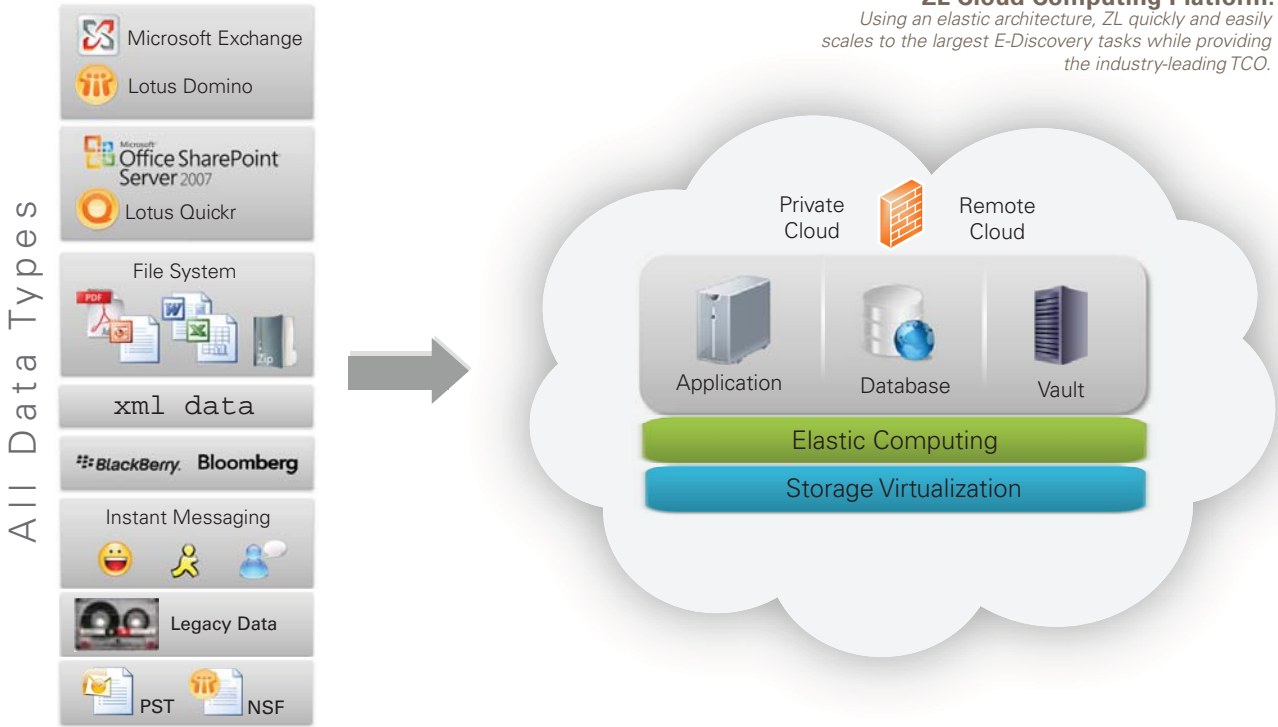 ZL Cloud Computing Platform:
Using an elastic architecture, ZL quickly and easily
scales to the largest E-Discovery tasks while providing
the industry-leading TCO.
All Data Types
Microsoft Exchange
Lotus Domino
Microsoft
Office SharePoint
Server 2007
Lotus Quickr
File System
PDF
Zip
xml data
BlackBerry. Bloomberg
Instant Messaging
Legacy Data
PST
NSF
Private
Cloud
Remote
Cloud
Application
Database
Vault
Elastic Computing
Storage Virtualization